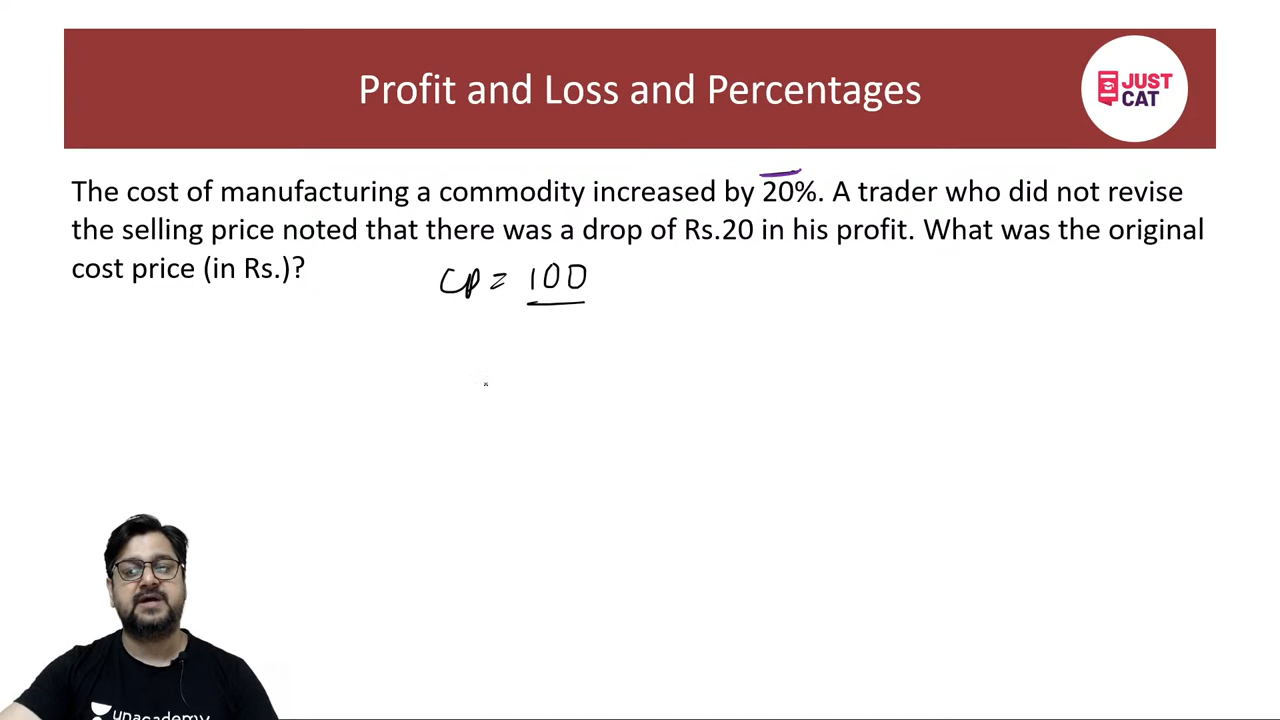 Profit and Loss and Percentages
JUST
CAT
The cost of manufacturing a commodity increased by 20%. A trader who did not revise
the selling price noted that there was a drop of Rs.20 in his profit. What was the original
cost price (in Rs.)?
CP = 100
unacademy